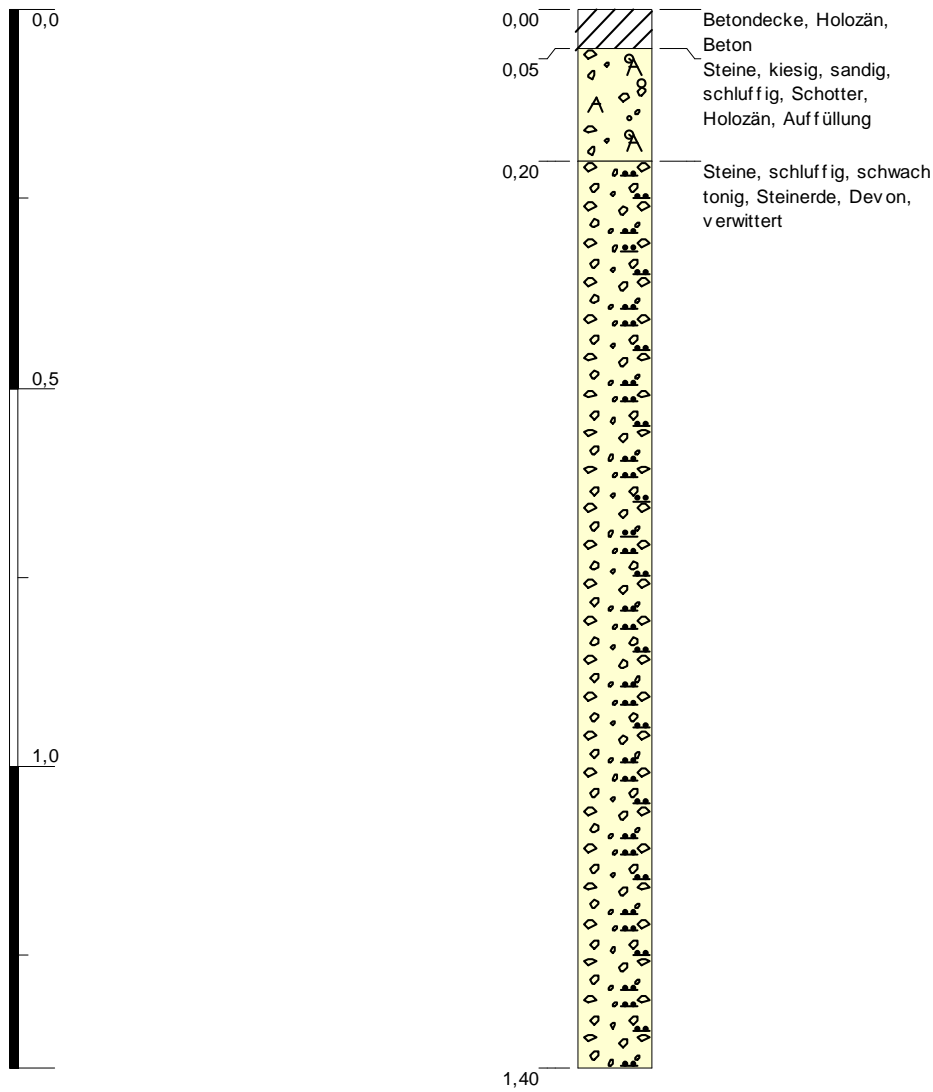 0,0
0,00
Betondecke, Holozän,
Beton
0,05
Steine, kiesig, sandig,
schluffig, Schotter,
Holozän, Auffüllung
0,20
Steine, schluffig, schwach
tonig, Steinerde, Devon,
verwittert
0,5
1,0
1,40